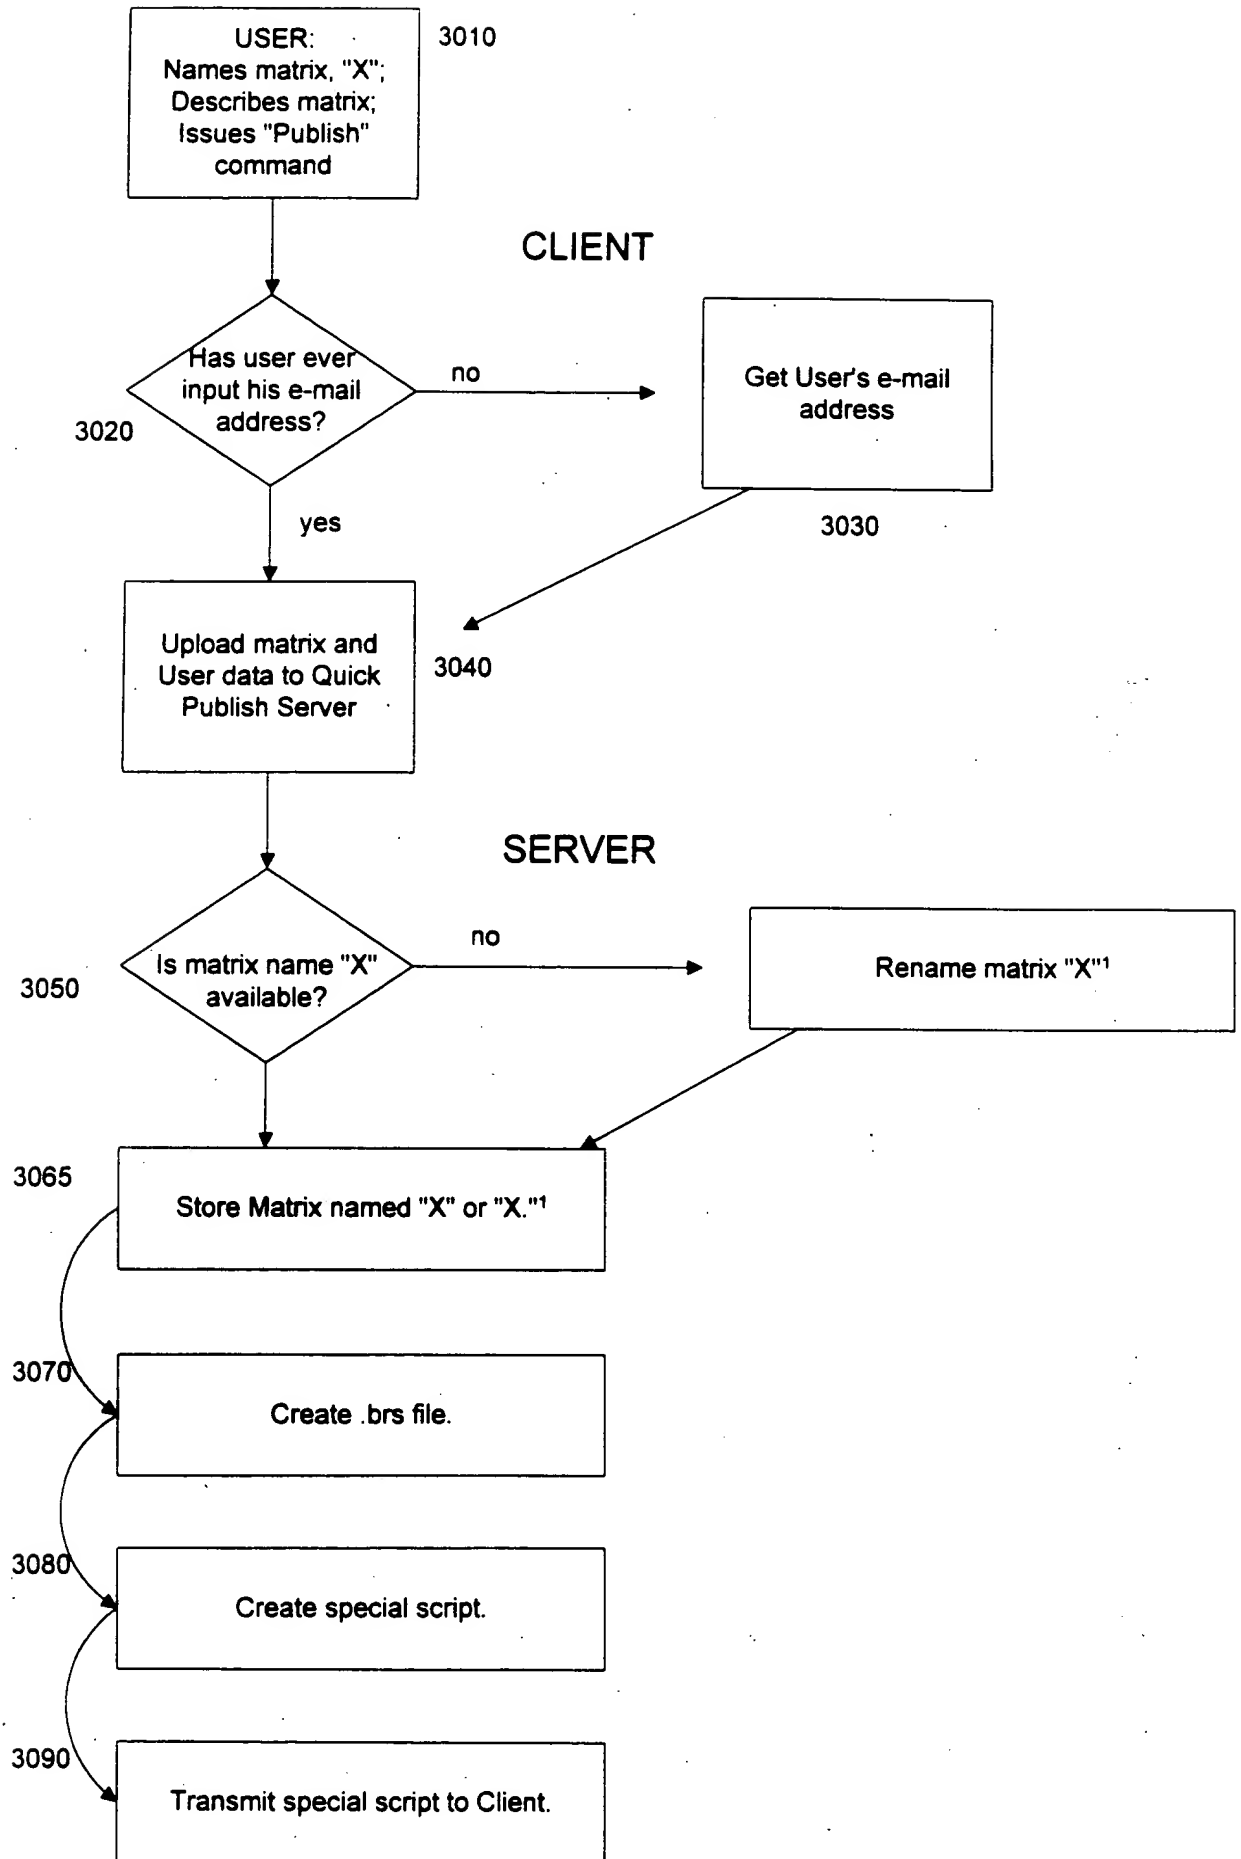 USER:
Names matrix, "X";
Describes matrix;
Issues "Publish"
command
3010
CLIENT
Has user ever
input his e-mail
address?
3020
no
Get User's e-mail
address
3030
yes
Upload matrix and
User data to Quick
Publish Server
3040
SERVER
Is matrix name "X"
available?
3050
no
Rename matrix "X"¹
3065
Store Matrix named "X" or "X."¹
3070
Create .brs file.
3080
Create special script.
3090
Transmit special script to Client.